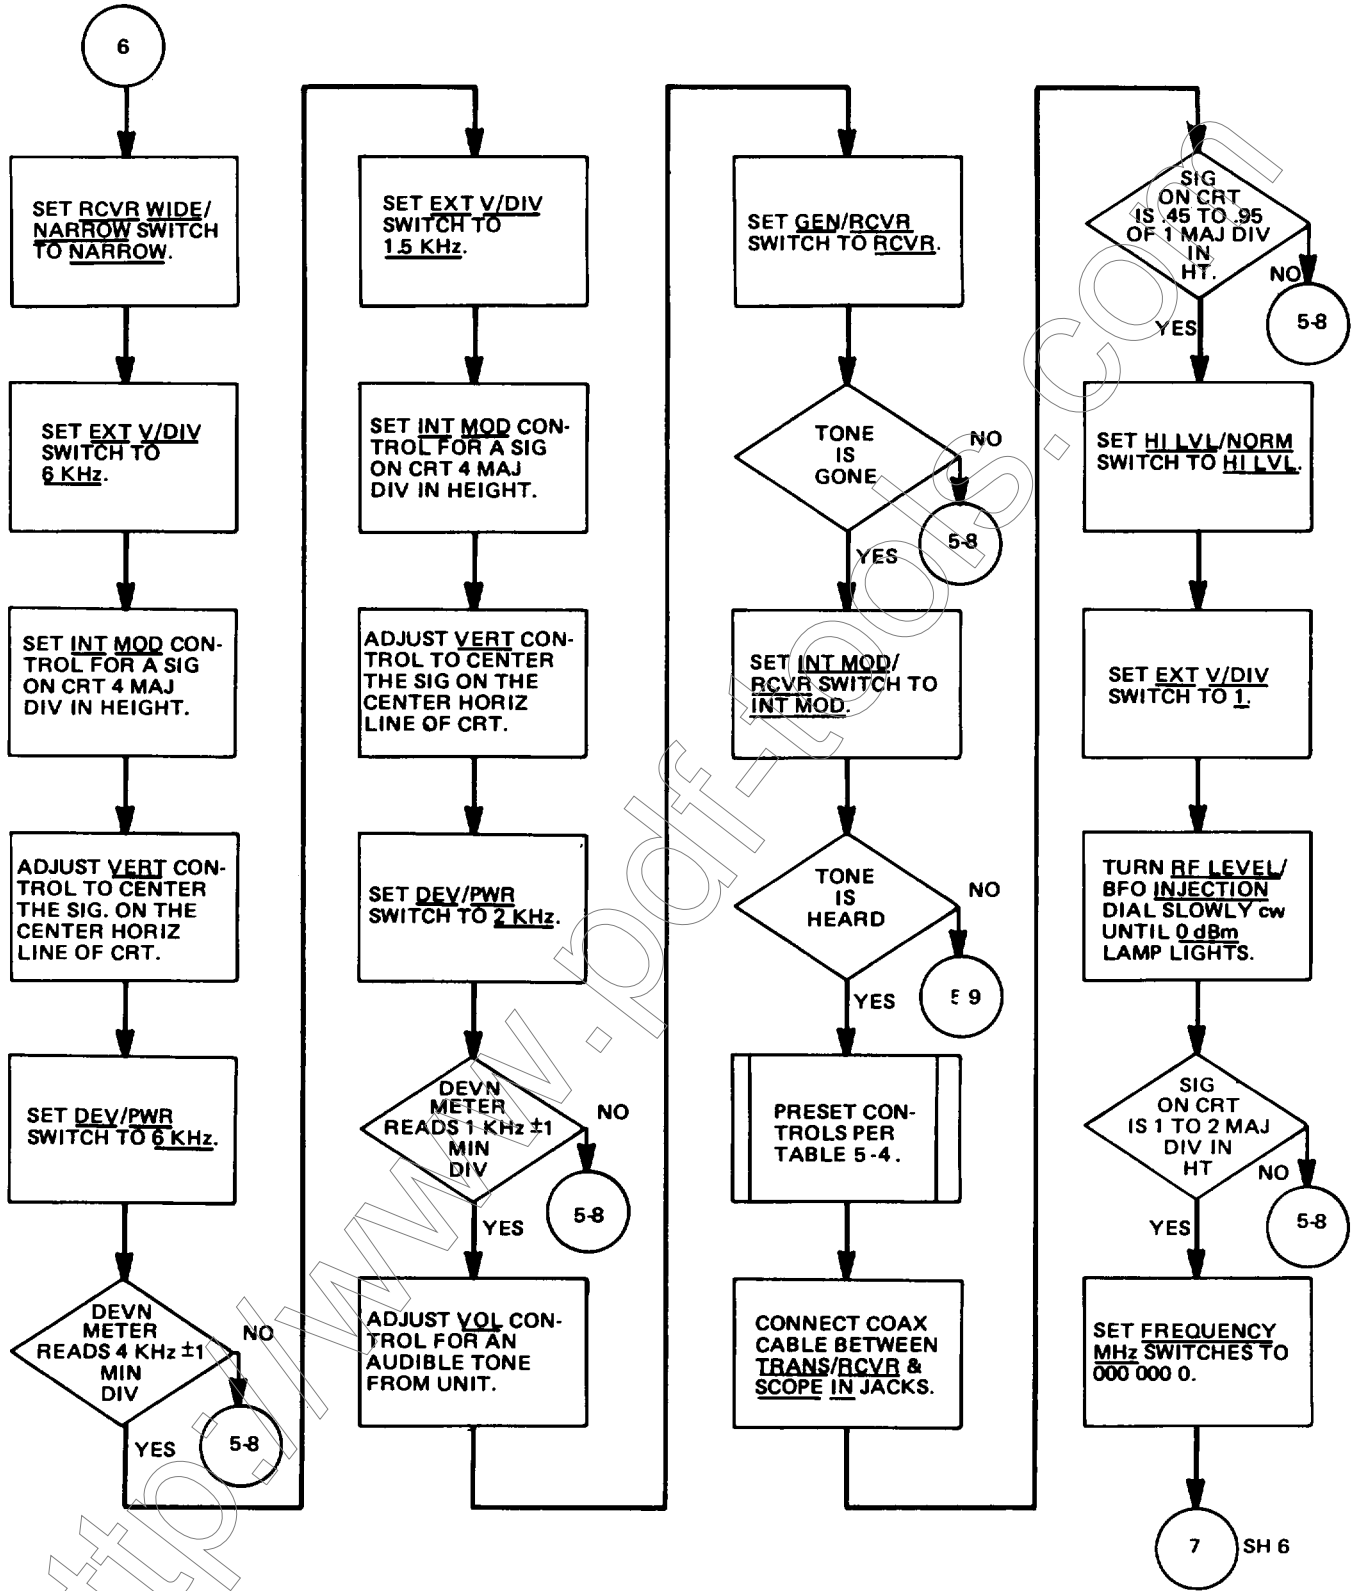 6
SET RCVR WIDE/
NARROW SWITCH
TO NARROW.
SET EXT V/DIV
SWITCH TO
6 KHz.
SET INT MOD CON-
TROL FOR A SIG
ON CRT 4 MAJ
DIV IN HEIGHT.
ADJUST VERT CON-
TROL TO CENTER
THE SIG. ON THE
CENTER HORIZ
LINE OF CRT.
SET DEV/PWR
SWITCH TO 6 KHz.
DEVN
METER
READS 4 KHz ±1
MIN
DIV
NO
5-8
YES
SET EXT V/DIV
SWITCH TO
1.5 KHz.
SET INT MOD CON-
TROL FOR A SIG
ON CRT 4 MAJ
DIV IN HEIGHT.
ADJUST VERT CON-
TROL TO CENTER
THE SIG ON THE
CENTER HORIZ
LINE OF CRT.
SET DEV/PWR
SWITCH TO 2 KHz.
DEVN
METER
READS 1 KHz ±1
MIN
DIV
NO
5-8
YES
ADJUST VOL CON-
TROL FOR AN
AUDIBLE TONE
FROM UNIT.
SET GEN/RCVR
SWITCH TO RCVR.
TONE
IS
GONE
NO
5-8
YES
SET INT MOD/
RCVR SWITCH TO
INT MOD.
TONE
IS
HEARD
NO
5 9
YES
PRESET CON-
TROLS PER
TABLE 5-4.
CONNECT COAX
CABLE BETWEEN
TRANS/RCVR &
SCOPE IN JACKS.
SIG
ON CRT
IS .45 TO .95
OF 1 MAJ DIV
IN
HT.
NO
5-8
YES
SET HI LVL/NORM
SWITCH TO HI LVL.
SET EXT V/DIV
SWITCH TO 1.
TURN RF LEVEL/
BFO INJECTION
DIAL SLOWLY cw
UNTIL 0 dBm
LAMP LIGHTS.
SIG
ON CRT
IS 1 TO 2 MAJ
DIV IN
HT
NO
5-8
YES
SET FREQUENCY
MHz SWITCHES TO
000 000 0.
7 SH 6
http://www.pdf-tools.com